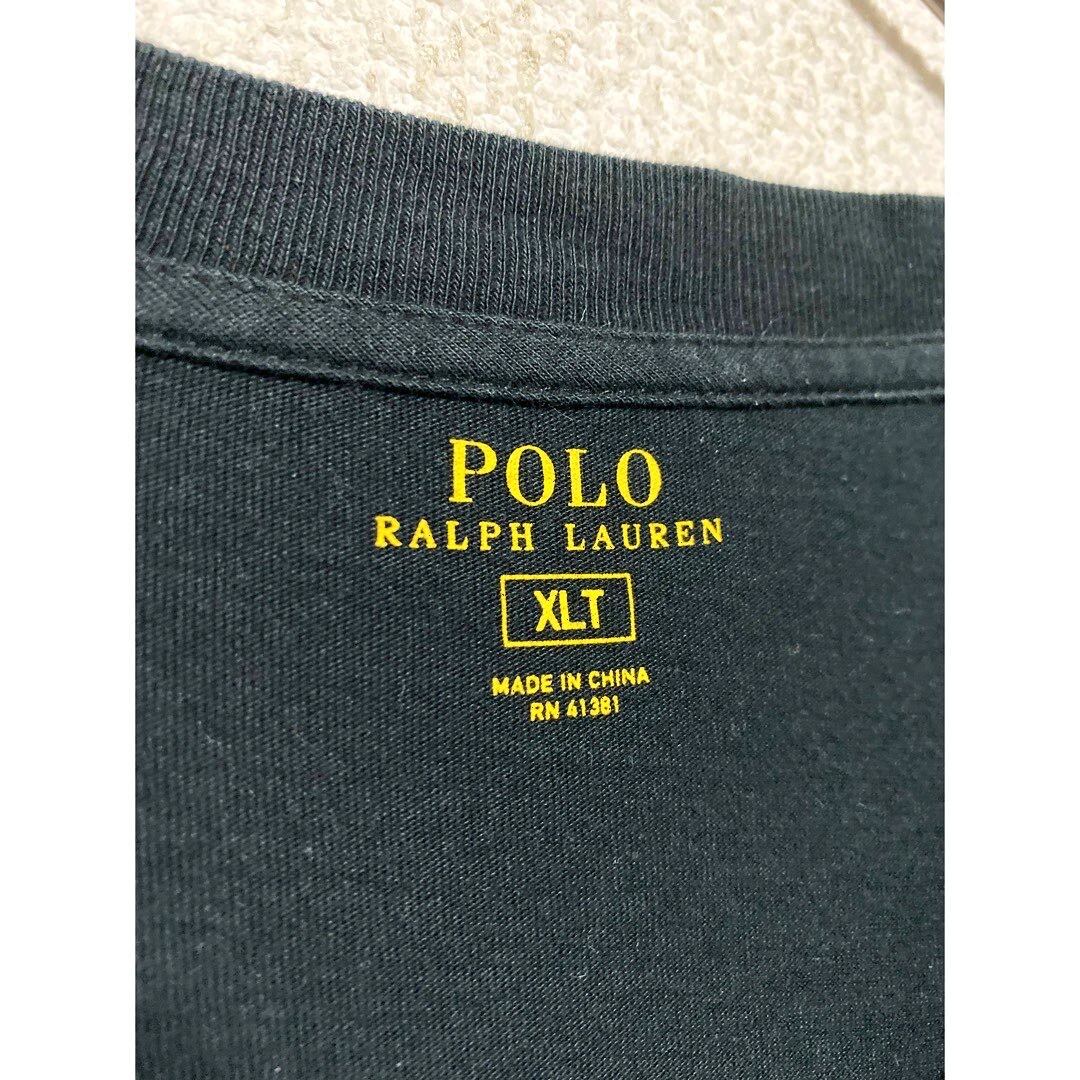 POLO
RALPH LAUREN
XLT
MADE IN CHINA
RN 41381